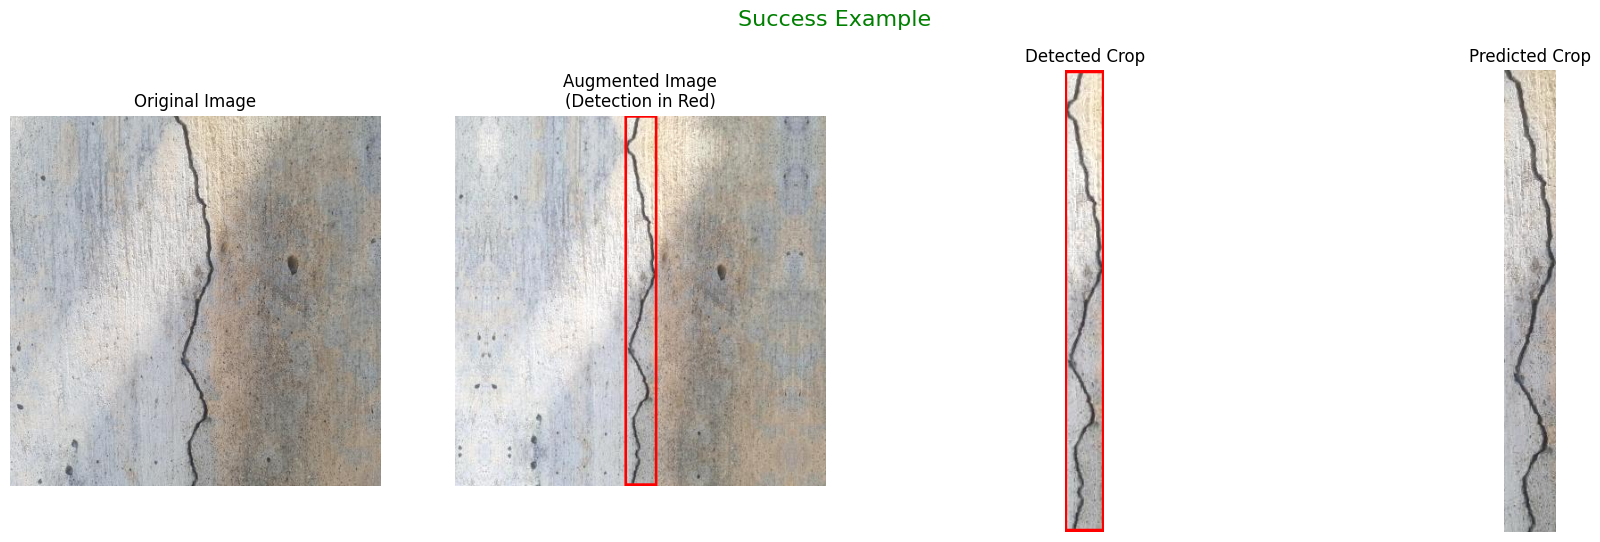 Success Example
Original Image
Augmented Image
(Detection in Red)
Detected Crop
Predicted Crop